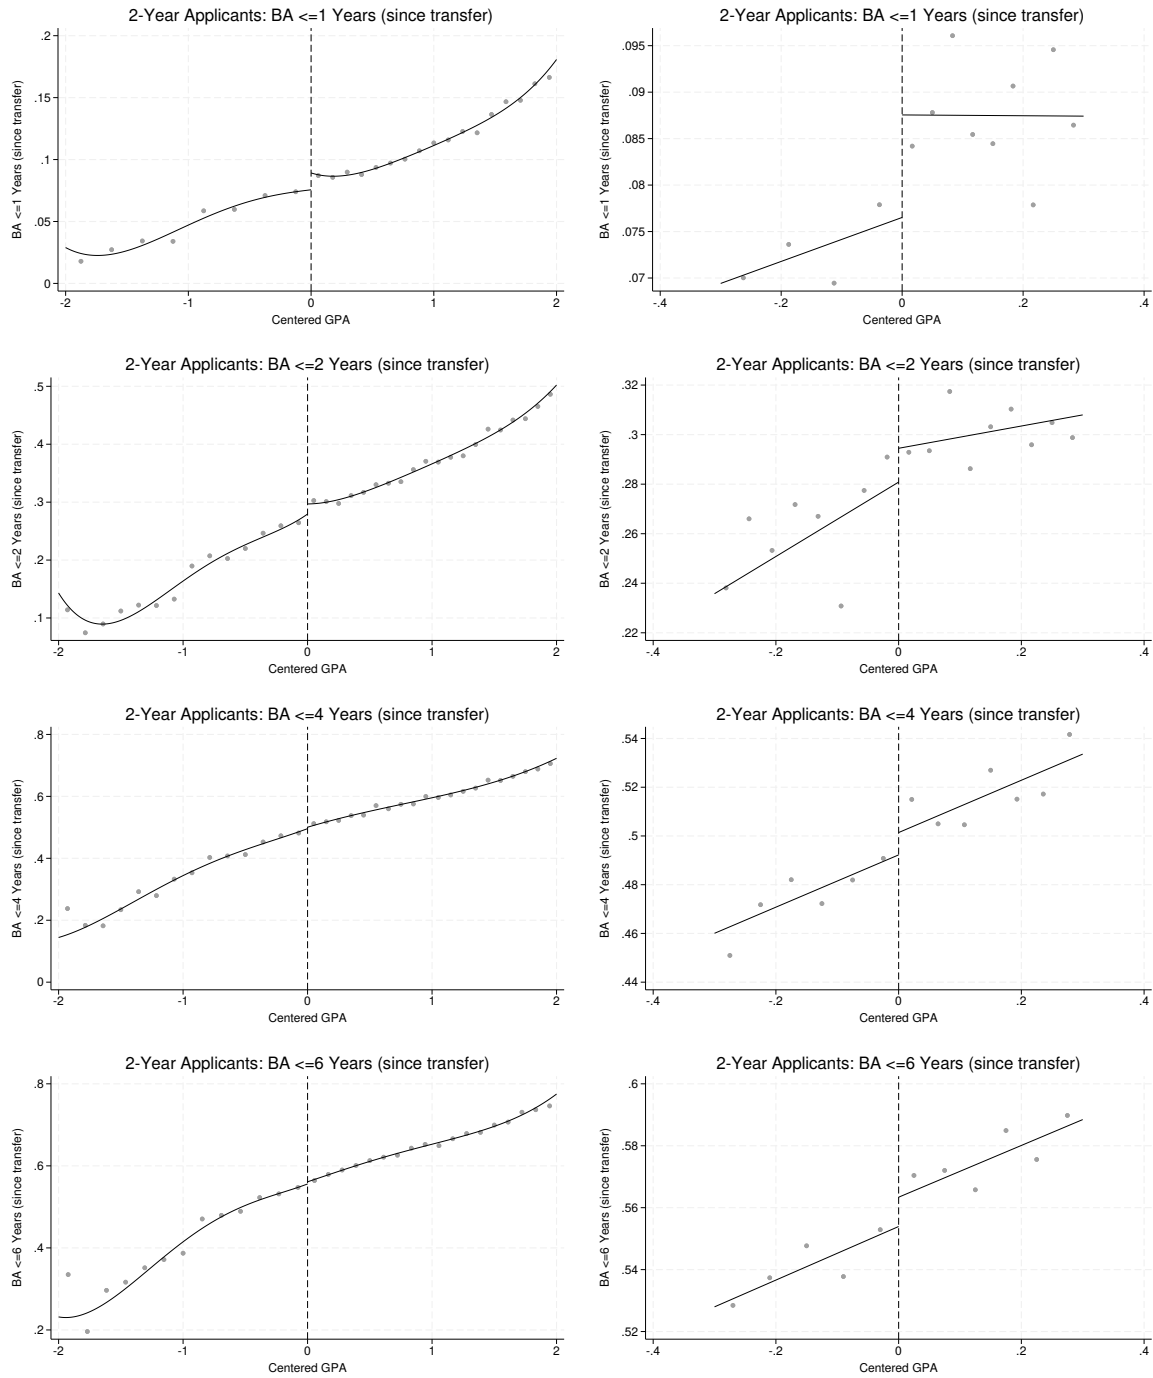 2-Year Applicants: BA <=1 Years (since transfer)
BA <=1 Years (since transfer)
.2
.15
.1
.05
0
-2 -1 0 1 2
Centered GPA
2-Year Applicants: BA <=1 Years (since transfer)
BA <=1 Years (since transfer)
.095
.09
.085
.08
.075
.07
-.4 -.2 0 .2 .4
Centered GPA
2-Year Applicants: BA <=2 Years (since transfer)
BA <=2 Years (since transfer)
.5
.4
.3
.2
.1
-2 -1 0 1 2
Centered GPA
2-Year Applicants: BA <=2 Years (since transfer)
BA <=2 Years (since transfer)
.32
.3
.28
.26
.24
.22
-.4 -.2 0 .2 .4
Centered GPA
2-Year Applicants: BA <=4 Years (since transfer)
BA <=4 Years (since transfer)
.8
.6
.4
.2
0
-2 -1 0 1 2
Centered GPA
2-Year Applicants: BA <=4 Years (since transfer)
BA <=4 Years (since transfer)
.54
.52
.5
.48
.46
.44
-.4 -.2 0 .2 .4
Centered GPA
2-Year Applicants: BA <=6 Years (since transfer)
BA <=6 Years (since transfer)
.8
.6
.4
.2
-2 -1 0 1 2
Centered GPA
2-Year Applicants: BA <=6 Years (since transfer)
BA <=6 Years (since transfer)
.6
.58
.56
.54
.52
-.4 -.2 0 .2 .4
Centered GPA